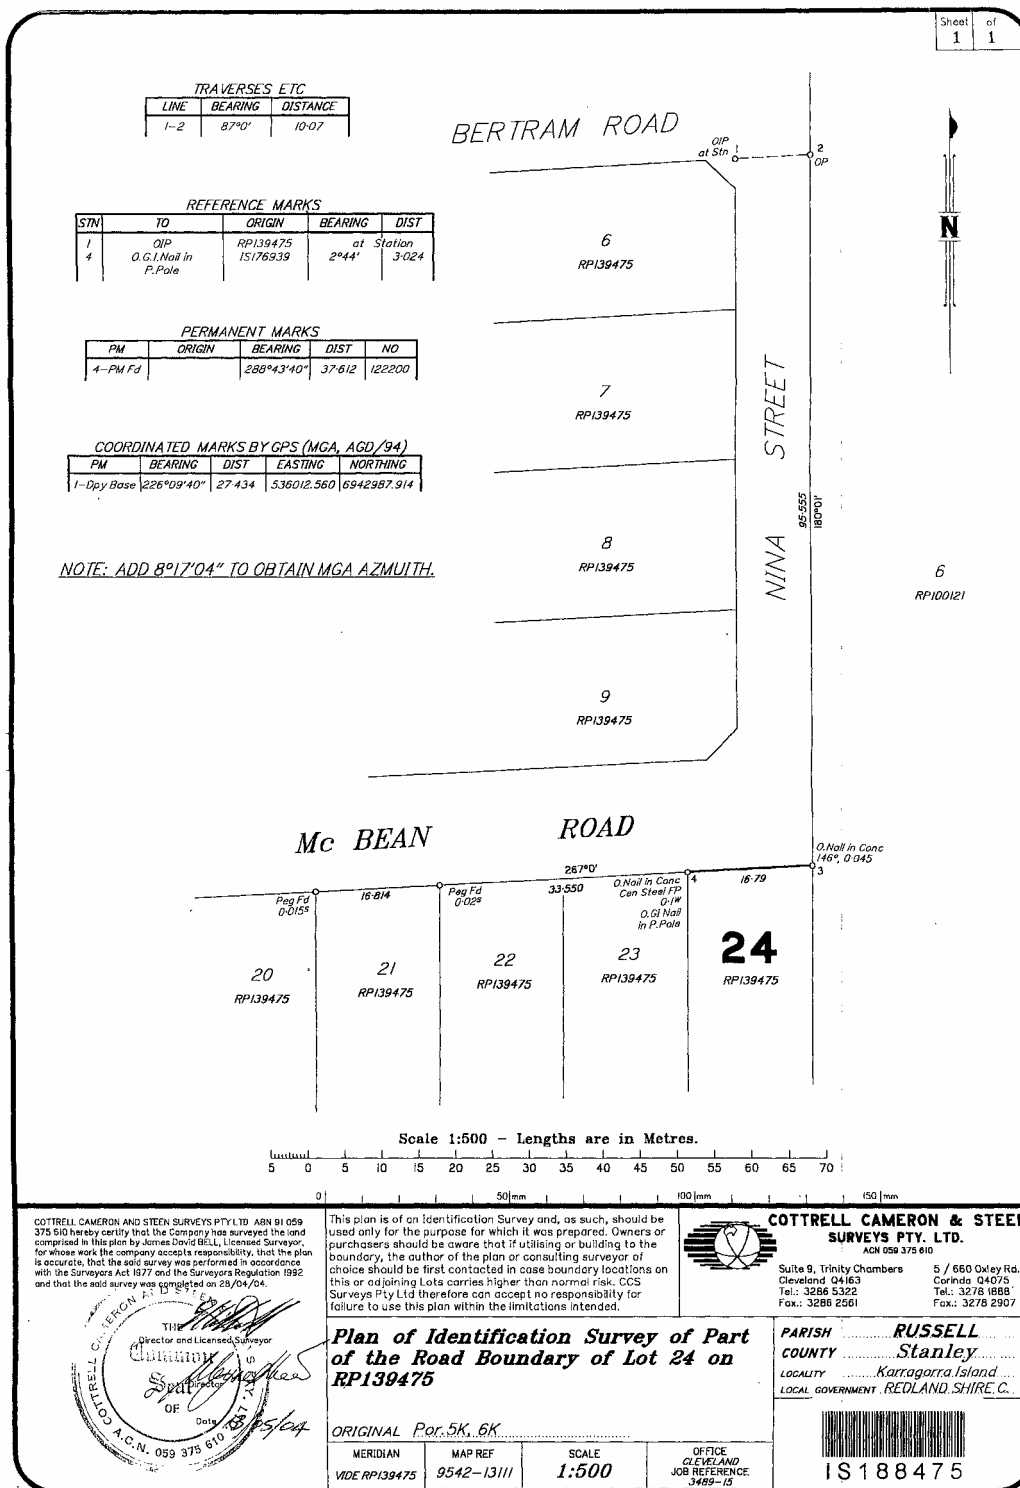 Sheet of
1 1
TRAVERSES ETC
LINE BEARING DISTANCE
1-2 87°0' 10·07
BERTRAM ROAD
OIP
at Stn 1
2
OP
REFERENCE MARKS
STN TO ORIGIN BEARING DIST
1 OIP RP139475 at Station
4 O.G.I.Nail in IS176939 2°44' 3·024
P.Pole
N
6
RP139475
PERMANENT MARKS
PM ORIGIN BEARING DIST NO
4-PM Fd 288°43'40" 37·612 122200
7
RP139475
NINA STREET
COORDINATED MARKS BY GPS (MGA, AGD/94)
PM BEARING DIST EASTING NORTHING
1-Dpy Base 226°09'40" 27·434 536012.560 6942987.914
95·555
180°01'
8
RP139475
NOTE: ADD 8°17'04" TO OBTAIN MGA AZMUITH.
6
RP100121
9
RP139475
Mc BEAN ROAD
O.Nail in Conc
146°, 0·045
3
267°0'
Peg Fd
0·015ˢ
16·814
Peg Fd
0·02ˢ
33·550
O.Nail in Conc
Cen Steel FP
0·1ᵂ
O.GI Nail
in P.Pole
4
16·79
20
RP139475
21
RP139475
22
RP139475
23
RP139475
24
RP139475
Scale 1:500 – Lengths are in Metres.
5 0 5 10 15 20 25 30 35 40 45 50 55 60 65 70
0 50mm 100mm 150mm
COTTRELL CAMERON AND STEEN SURVEYS PTY LTD ABN 91 059
375 610 hereby certify that the Company has surveyed the land
comprised in this plan by James David BELL, Licensed Surveyor,
for whose work the company accepts responsibility, that the plan
is accurate, that the said survey was performed in accordance
with the Surveyors Act 1977 and the Surveyors Regulation 1992
and that the said survey was completed on 28/04/04.
THE
Director and Licensed Surveyor
Common
Seal
Director
OF
Date
A.C.N. 059 375 610
This plan is of an Identification Survey and, as such, should be
used only for the purpose for which it was prepared. Owners or
purchasers should be aware that if utilising or building to the
boundary, the author of the plan or consulting surveyor of
choice should be first contacted in case boundary locations on
this or adjoining Lots carries higher than normal risk. CCS
Surveys Pty Ltd therefore can accept no responsibility for
failure to use this plan within the limitations intended.
COTTRELL CAMERON & STEEN
SURVEYS PTY. LTD.
ACN 059 375 610
Suite 9, Trinity Chambers
Cleveland Q4163
Tel.: 3286 5322
Fax.: 3286 2561
5 / 660 Oxley Rd.
Corinda Q4075
Tel.: 3278 1888
Fax.: 3278 2907
Plan of Identification Survey of Part
of the Road Boundary of Lot 24 on
RP139475
ORIGINAL Por. 5K, 6K
PARISH RUSSELL
COUNTY Stanley
LOCALITY Karragarra Island
LOCAL GOVERNMENT REDLAND SHIRE C.
MERIDIAN
VIDE RP139475
MAP REF
9542-13111
SCALE
1:500
OFFICE
CLEVELAND
JOB REFERENCE
3489-15
IS188475